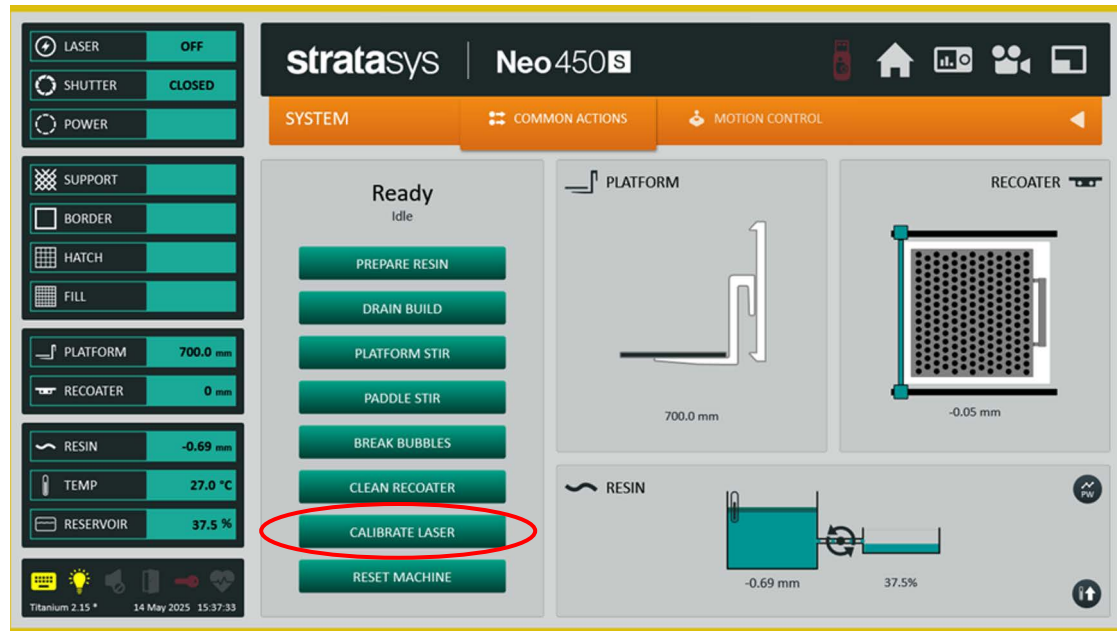 LASER OFF
SHUTTER CLOSED
POWER
SUPPORT
BORDER
HATCH
FILL
PLATFORM 700.0 mm
RECOATER 0 mm
RESIN -0.69 mm
TEMP 27.0 °C
RESERVOIR 37.5 %
Titanium 2.15 * 14 May 2025 15:37:33
stratasys Neo450S
SYSTEM COMMON ACTIONS MOTION CONTROL
Ready
Idle
PREPARE RESIN
DRAIN BUILD
PLATFORM STIR
PADDLE STIR
BREAK BUBBLES
CLEAN RECOATER
CALIBRATE LASER
RESET MACHINE
PLATFORM
700.0 mm
RECOATER
-0.05 mm
RESIN
PW
-0.69 mm 37.5%